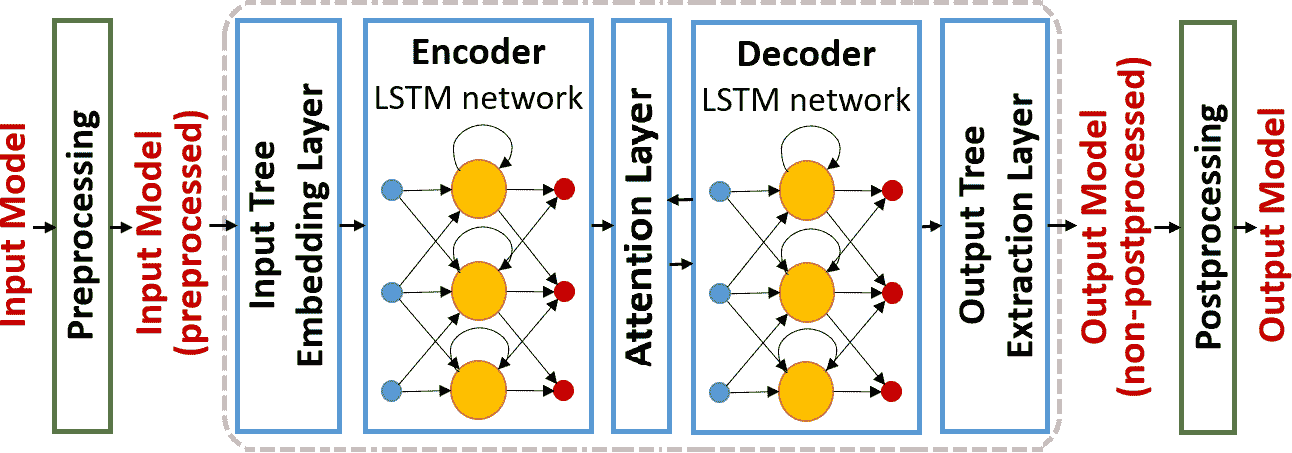 Input Model
Preprocessing
Input Model
(preprocessed)
Input Tree
Embedding Layer
Encoder
LSTM network
Attention Layer
Decoder
LSTM network
Output Tree
Extraction Layer
Output Model
(non-postprocessed)
Postprocessing
Output Model